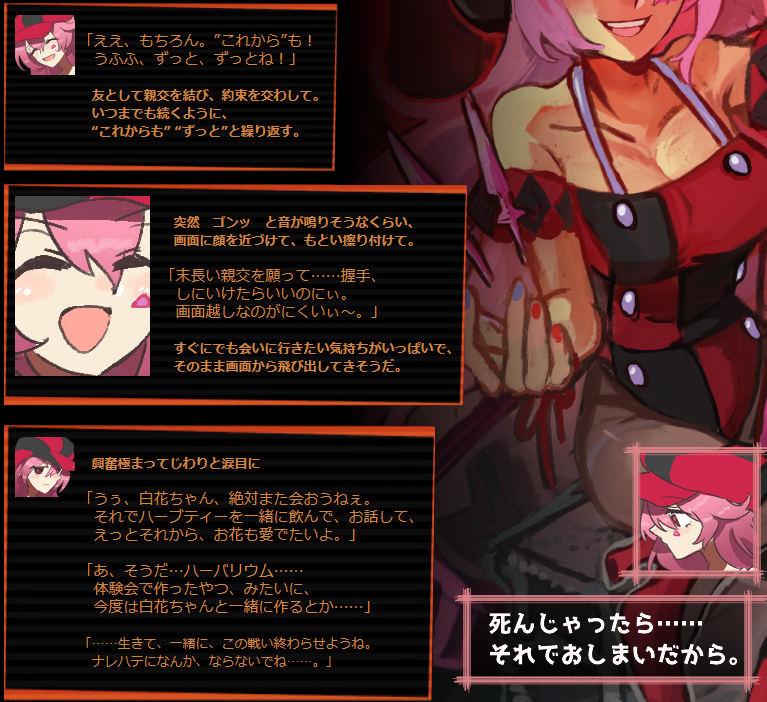 「ええ、もちろん。”これから”も！
うふふ、ずっと、ずっとね！」
友として親交を結び、約束を交わして。
いつまでも続くように、
“これからも” “ずっと”と繰り返す。
突然　ゴンッ　と音が鳴りそうなくらい、
画面に顔を近づけて、もとい擦り付けて。
「末長い親交を願って……握手、
しにいけたらいいのにぃ。
画面越しなのがにくいぃ～。」
すぐにでも会いに行きたい気持ちがいっぱいで、
そのまま画面から飛び出してきそうだ。
興奮極まってじわりと涙目に
「うぅ、白花ちゃん、絶対また会おうねぇ。
それでハーブティーを一緒に飲んで、お話して、
えっとそれから、お花も愛でたいよ。」
「あ、そうだ…ハーバリウム……
体験会で作ったやつ、みたいに、
今度は白花ちゃんと一緒に作るとか……」
「……生きて、一緒に、この戦い終わらせようね。
ナレハテになんか、ならないでね……。」
死んじゃったら……
それでおしまいだから。